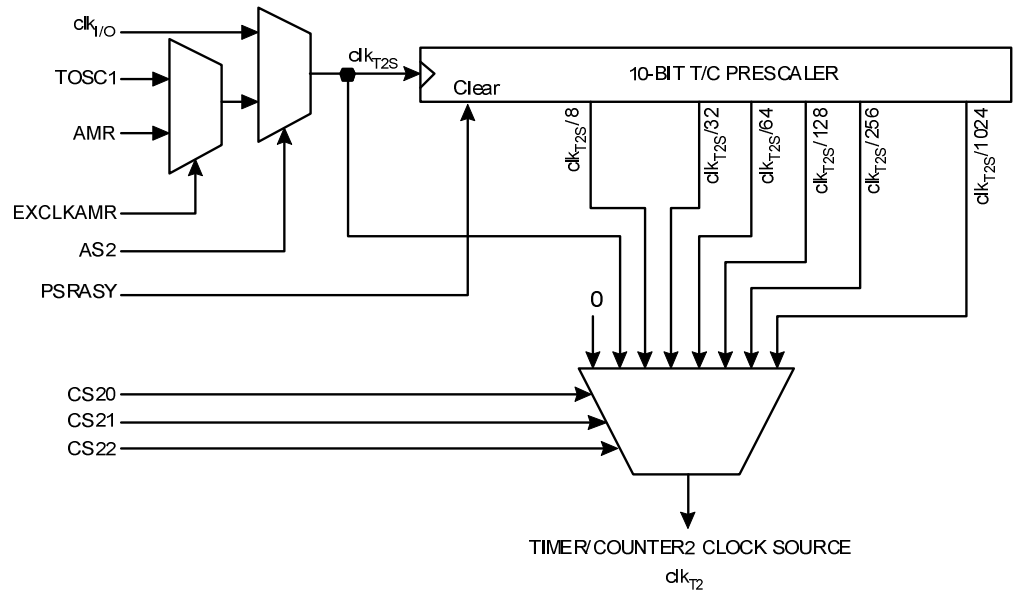 clkI/O
TOSC1
AMR
EXCLKAMR
AS2
PSRASY
clkT2S
10-BIT T/C PRESCALER
Clear
clkT2S/8
clkT2S/32
clkT2S/64
clkT2S/128
clkT2S/256
clkT2S/1024
0
CS20
CS21
CS22
TIMER/COUNTER2 CLOCK SOURCE
clkT2